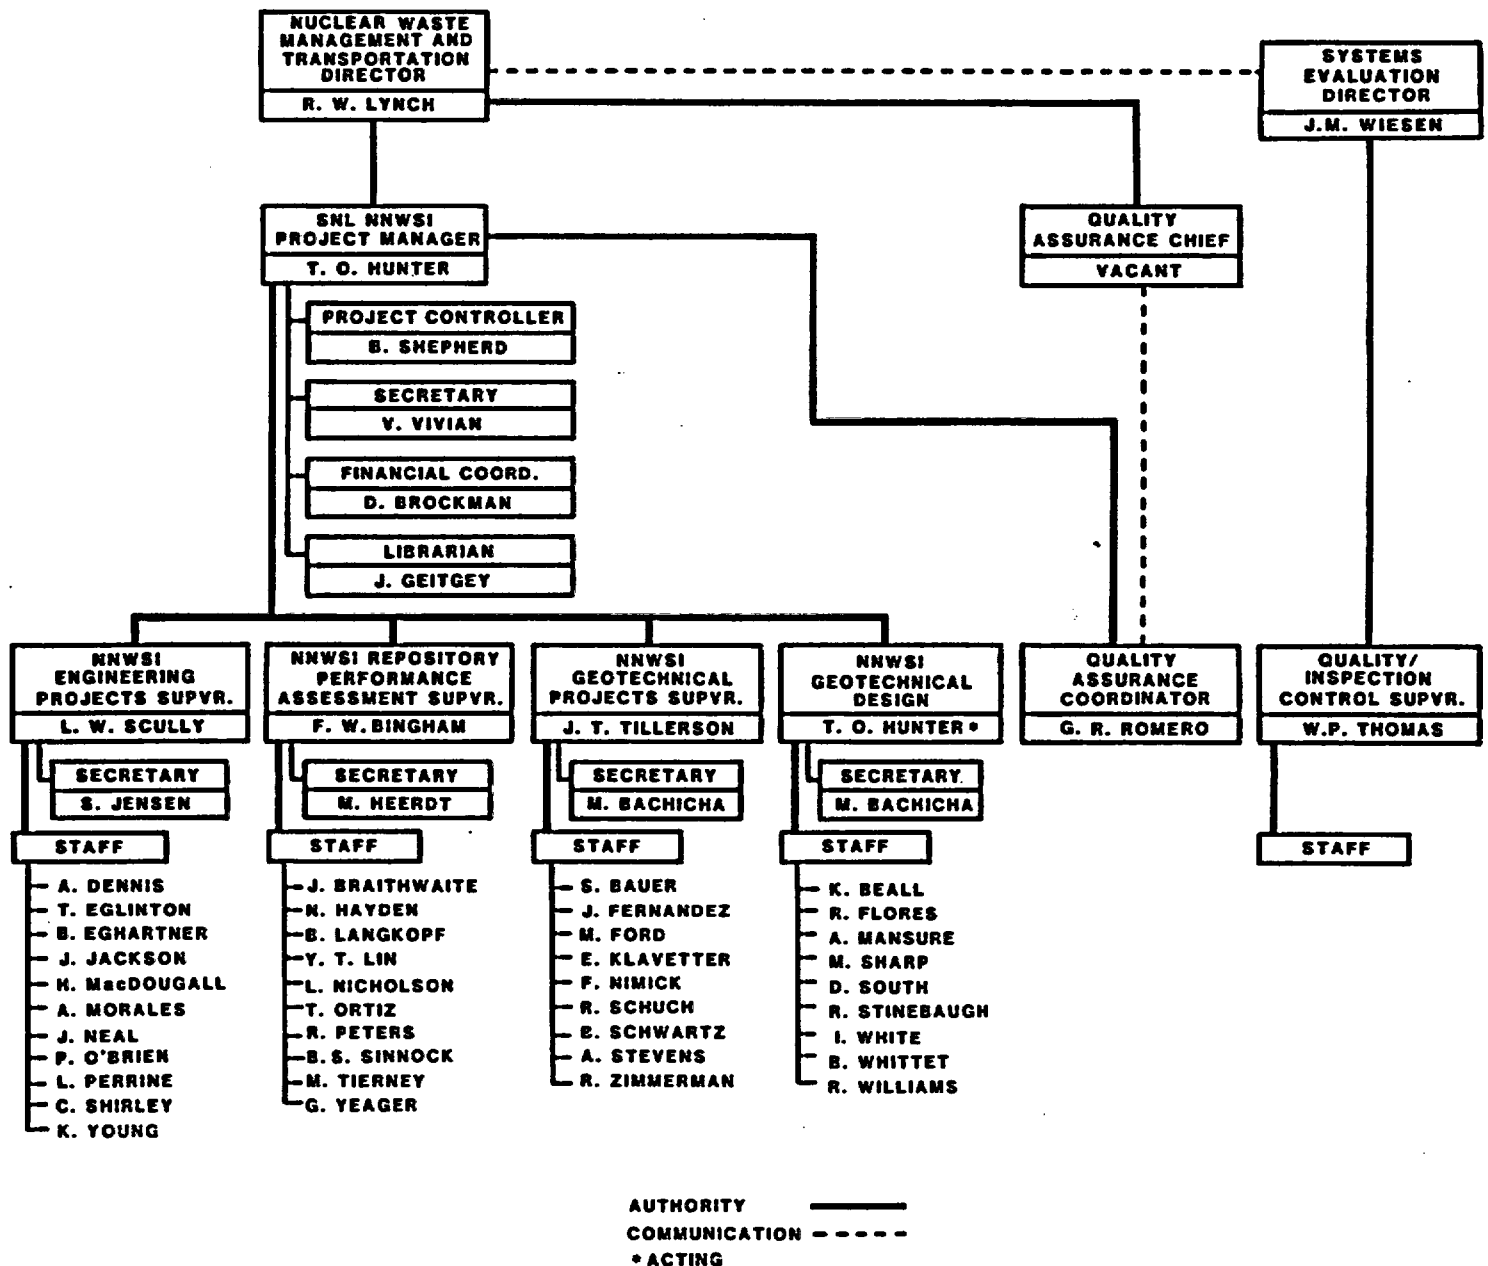 NUCLEAR WASTE
MANAGEMENT AND
TRANSPORTATION
DIRECTOR
R. W. LYNCH
SYSTEMS
EVALUATION
DIRECTOR
J.M. WIESEN
SNL NNWSI
PROJECT MANAGER
T. O. HUNTER
QUALITY
ASSURANCE CHIEF
VACANT
PROJECT CONTROLLER
B. SHEPHERD
SECRETARY
V. VIVIAN
FINANCIAL COORD.
D. BROCKMAN
LIBRARIAN
J. GEITGEY
NNWSI
ENGINEERING
PROJECTS SUPVR.
L. W. SCULLY
SECRETARY
S. JENSEN
STAFF
A. DENNIS
T. EGLINTON
B. EGHARTNER
J. JACKSON
H. MacDOUGALL
A. MORALES
J. NEAL
P. O'BRIEN
L. PERRINE
C. SHIRLEY
K. YOUNG
NNWSI REPOSITORY
PERFORMANCE
ASSESSMENT SUPVR.
F. W. BINGHAM
SECRETARY
M. HEERDT
STAFF
J. BRAITHWAITE
N. HAYDEN
B. LANGKOPF
Y. T. LIN
L. NICHOLSON
T. ORTIZ
R. PETERS
B. S. SINNOCK
M. TIERNEY
G. YEAGER
NNWSI
GEOTECHNICAL
PROJECTS SUPVR.
J. T. TILLERSON
SECRETARY
M. BACHICHA
STAFF
S. BAUER
J. FERNANDEZ
M. FORD
E. KLAVETTER
F. NIMICK
R. SCHUCH
B. SCHWARTZ
A. STEVENS
R. ZIMMERMAN
NNWSI
GEOTECHNICAL
DESIGN
T. O. HUNTER*
SECRETARY
M. BACHICHA
STAFF
K. BEALL
R. FLORES
A. MANSURE
M. SHARP
D. SOUTH
R. STINEBAUGH
I. WHITE
B. WHITTET
R. WILLIAMS
QUALITY
ASSURANCE
COORDINATOR
G. R. ROMERO
QUALITY/
INSPECTION
CONTROL SUPVR.
W.P. THOMAS
STAFF
AUTHORITY
COMMUNICATION
* ACTING